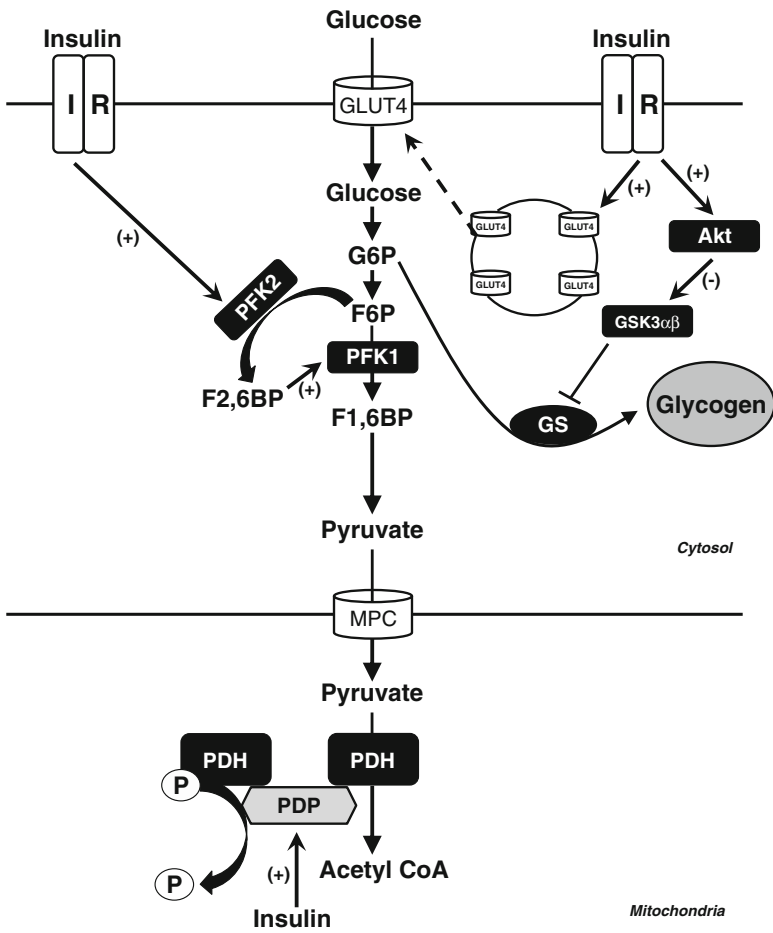 Glucose
Insulin
Insulin
I R
GLUT4
I R
(+)
(+)
(+)
Glucose
GLUT4
GLUT4
Akt
G6P
(-)
PFK2
GLUT4
GLUT4
F6P
GSK3αβ
PFK1
(+)
F2,6BP
F1,6BP
GS
Glycogen
Pyruvate
Cytosol
MPC
Pyruvate
PDH
PDH
P
PDP
P
(+)
Acetyl CoA
Insulin
Mitochondria